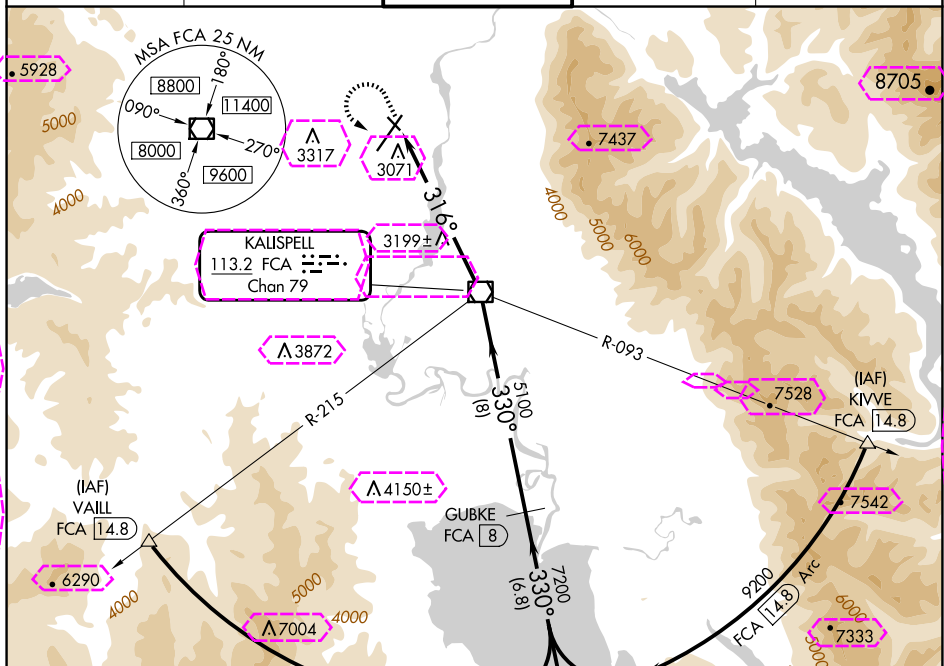 MSA FCA 25 NM
180°
8800
11400
090°
270°
8000
9600
360°
5928
5000
4000
3317
3071
7437
8705
4000
5000
6000
316°
3199±
KALISPELL
113.2 FCA
Chan 79
3872
R-093
R-215
5100
330°
(8)
7528
(IAF)
KIVVE
FCA 14.8
4150±
(IAF)
VAILL
FCA 14.8
GUBKE
FCA 8
7542
6290
4000
5000
4000
7004
7200
330°
(6.8)
9200
FCA 14.8 Arc
6000
7333
5000